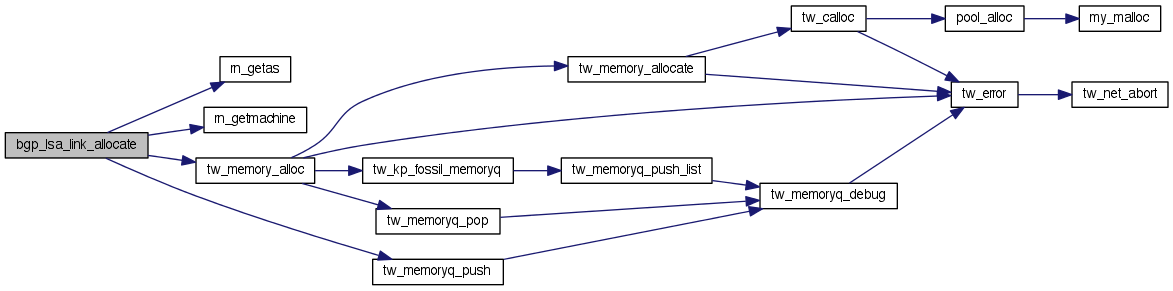 bgp_lsa_link_allocate
rn_getas
rn_getmachine
tw_memory_alloc
tw_memoryq_push
tw_memory_allocate
tw_kp_fossil_memoryq
tw_memoryq_pop
tw_memoryq_push_list
tw_calloc
tw_memoryq_debug
pool_alloc
tw_error
my_malloc
tw_net_abort